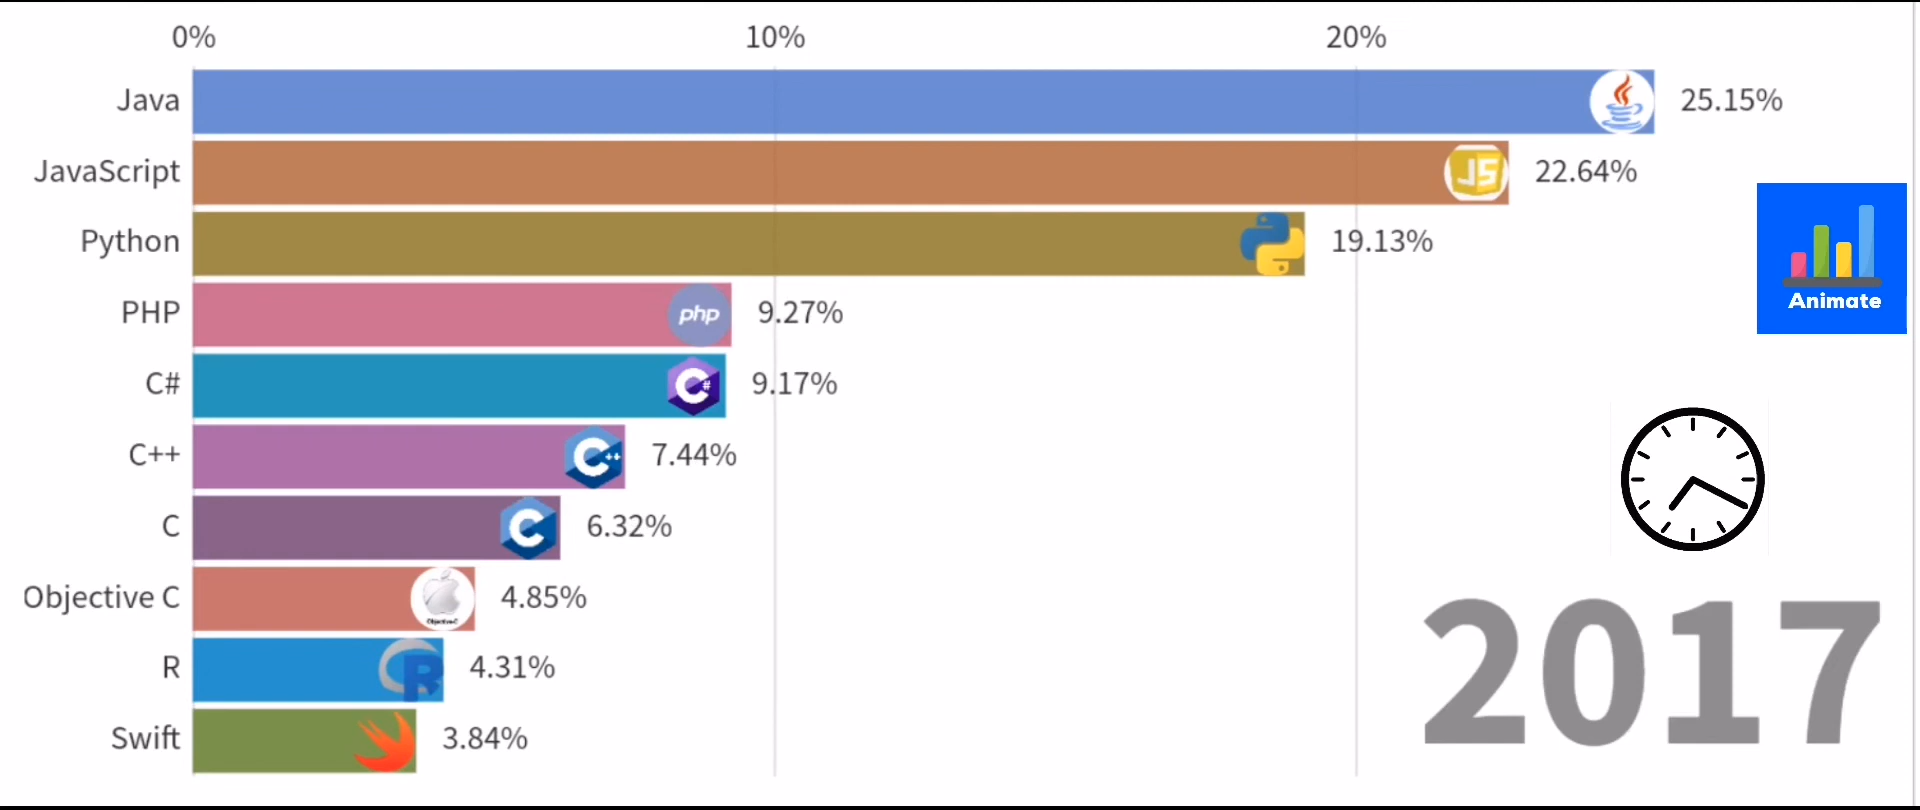 0% 10% 20%
Java 25.15%
JavaScript JS 22.64%
Python 19.13%
PHP php 9.27%
C# C# 9.17%
C++ C++ 7.44%
C C 6.32%
Objective C Objective-C 4.85%
R R 4.31%
Swift 3.84%
Animate
2017